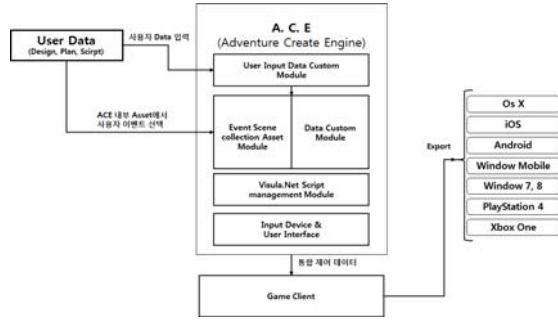 A. C. E
(Adventure Create Engine)
User Data
(Design, Plan, Scirpt)
사용자 Data 입력
User Input Data Custom
Module
ACE 내부 Asset에서
사용자 이벤트 선택
Event Scene
collection Asset
Module
Data Custom
Module
Visula.Net Script
management Module
Input Device &
User Interface
통합 제어 데이터
Game Client
Export
Os X
iOS
Android
Window Mobile
Window 7, 8
PlayStation 4
Xbox One